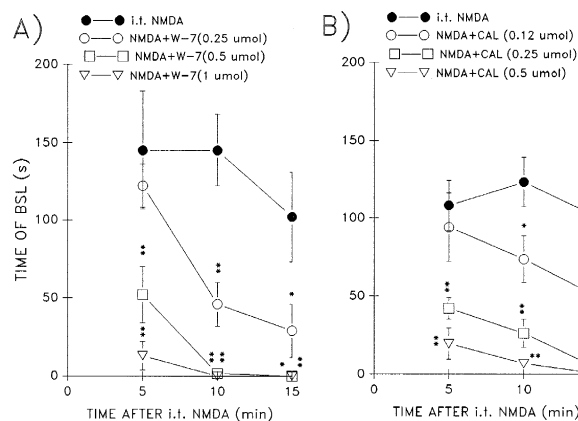 A)
i.t. NMDA
NMDA+W-7(0.25 umol)
NMDA+W-7(0.5 umol)
NMDA+W-7(1 umol)
200
150
100
50
0
TIME OF BSL (s)
** ** * ** ** ** * **
0 5 10 15
TIME AFTER i.t. NMDA (min)
B)
i.t. NMDA
NMDA+CAL (0.12 umol)
NMDA+CAL (0.25 umol)
NMDA+CAL (0.5 umol)
200
150
100
50
0
* ** ** ** **
0 5 10
TIME AFTER i.t. NMDA (min)